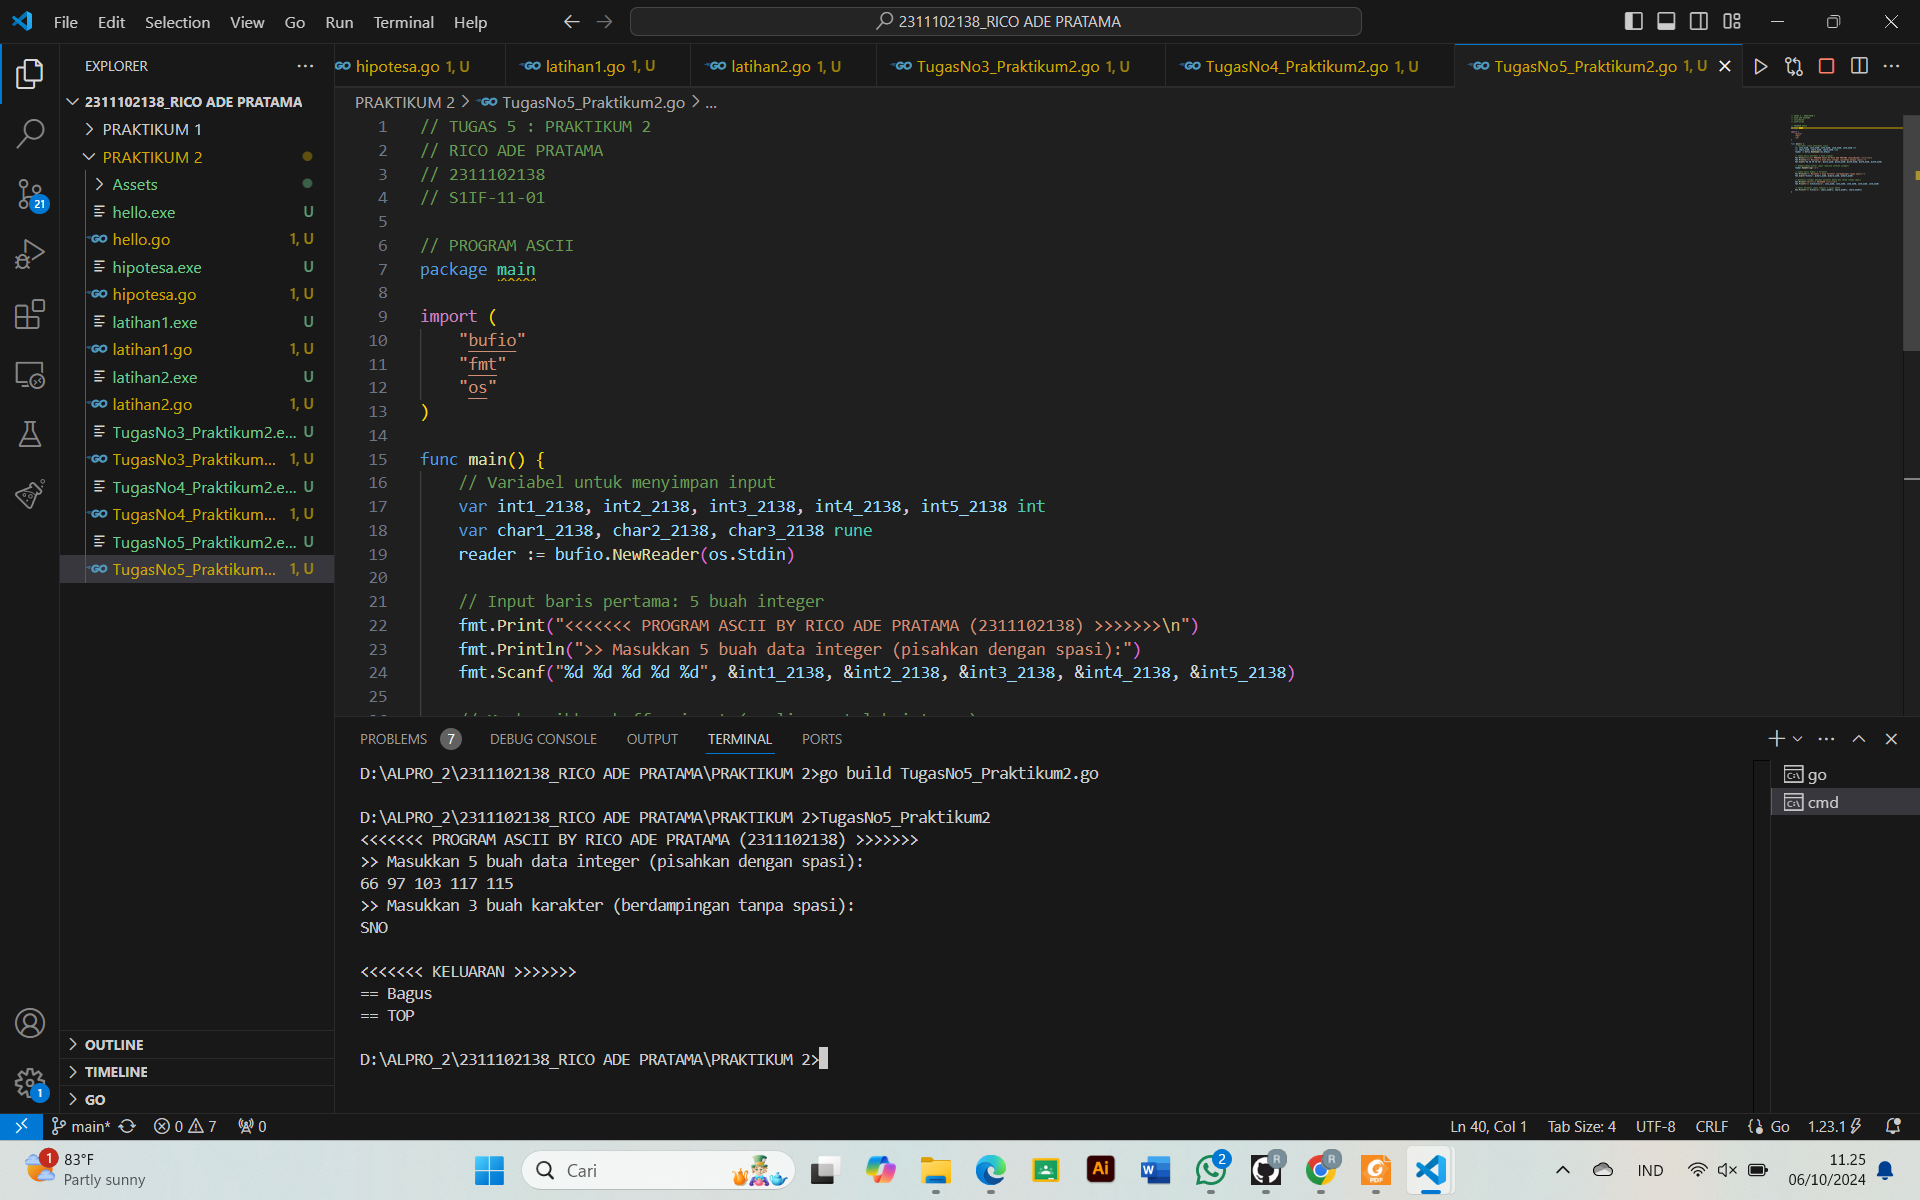 File Edit Selection View Go Run Terminal Help
2311102138_RICO ADE PRATAMA
EXPLORER
2311102138_RICO ADE PRATAMA
PRAKTIKUM 1
PRAKTIKUM 2
Assets
hello.exe U
hello.go 1, U
hipotesa.exe U
hipotesa.go 1, U
latihan1.exe U
latihan1.go 1, U
latihan2.exe U
latihan2.go 1, U
TugasNo3_Praktikum2.e... U
TugasNo3_Praktikum... 1, U
TugasNo4_Praktikum2.e... U
TugasNo4_Praktikum... 1, U
TugasNo5_Praktikum2.e... U
TugasNo5_Praktikum... 1, U
OUTLINE
TIMELINE
GO
21
1
hipotesa.go 1, U latihan1.go 1, U latihan2.go 1, U TugasNo3_Praktikum2.go 1, U TugasNo4_Praktikum2.go 1, U TugasNo5_Praktikum2.go 1, U
PRAKTIKUM 2 > TugasNo5_Praktikum2.go > ...
1 // TUGAS 5 : PRAKTIKUM 2
2 // RICO ADE PRATAMA
3 // 2311102138
4 // S1IF-11-01
5
6 // PROGRAM ASCII
7 package main
8
9 import (
10 "bufio"
11 "fmt"
12 "os"
13 )
14
15 func main() {
16 // Variabel untuk menyimpan input
17 var int1_2138, int2_2138, int3_2138, int4_2138, int5_2138 int
18 var char1_2138, char2_2138, char3_2138 rune
19 reader := bufio.NewReader(os.Stdin)
20
21 // Input baris pertama: 5 buah integer
22 fmt.Print("<<<<<<< PROGRAM ASCII BY RICO ADE PRATAMA (2311102138) >>>>>>>\n")
23 fmt.Println(">> Masukkan 5 buah data integer (pisahkan dengan spasi):")
24 fmt.Scanf("%d %d %d %d %d", &int1_2138, &int2_2138, &int3_2138, &int4_2138, &int5_2138)
25
PROBLEMS 7 DEBUG CONSOLE OUTPUT TERMINAL PORTS
D:\ALPRO_2\2311102138_RICO ADE PRATAMA\PRAKTIKUM 2>go build TugasNo5_Praktikum2.go
D:\ALPRO_2\2311102138_RICO ADE PRATAMA\PRAKTIKUM 2>TugasNo5_Praktikum2
<<<<<<< PROGRAM ASCII BY RICO ADE PRATAMA (2311102138) >>>>>>>
>> Masukkan 5 buah data integer (pisahkan dengan spasi):
66 97 103 117 115
>> Masukkan 3 buah karakter (berdampingan tanpa spasi):
SNO
<<<<<<< KELUARAN >>>>>>>
== Bagus
== TOP
D:\ALPRO_2\2311102138_RICO ADE PRATAMA\PRAKTIKUM 2>
go
cmd
main* 0 7 0 Ln 40, Col 1 Tab Size: 4 UTF-8 CRLF Go 1.23.1
1
83°F
Partly sunny
Cari
Ai
W
2
R
R
PDF
IND
11.25
06/10/2024